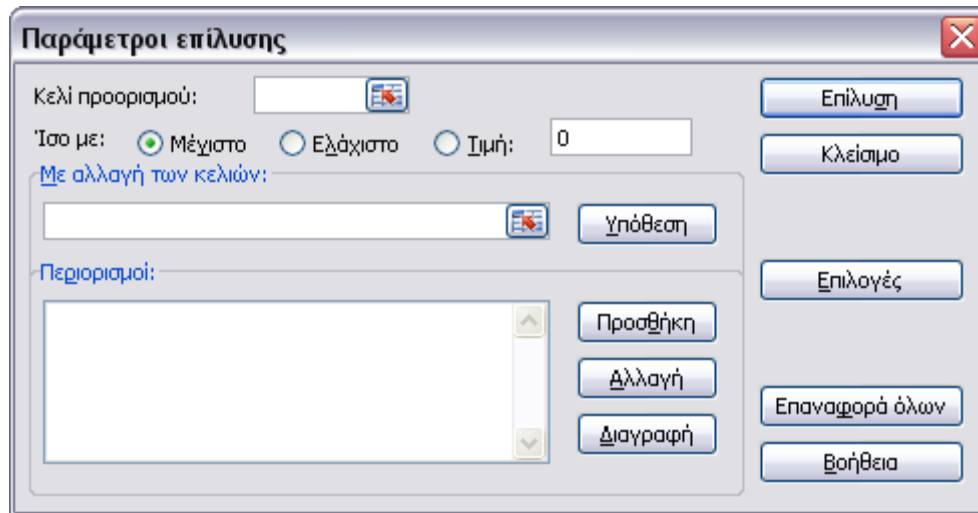 Παράμετροι επίλυσης
Κελί προορισμού:
Επίλυση
Ίσο με: Μέγιστο Ελάχιστο Τιμή: 0
Κλείσιμο
Με αλλαγή των κελιών:
Υπόθεση
Περιορισμοί:
Επιλογές
Προσθήκη
Αλλαγή
Επαναφορά όλων
Διαγραφή
Βοήθεια